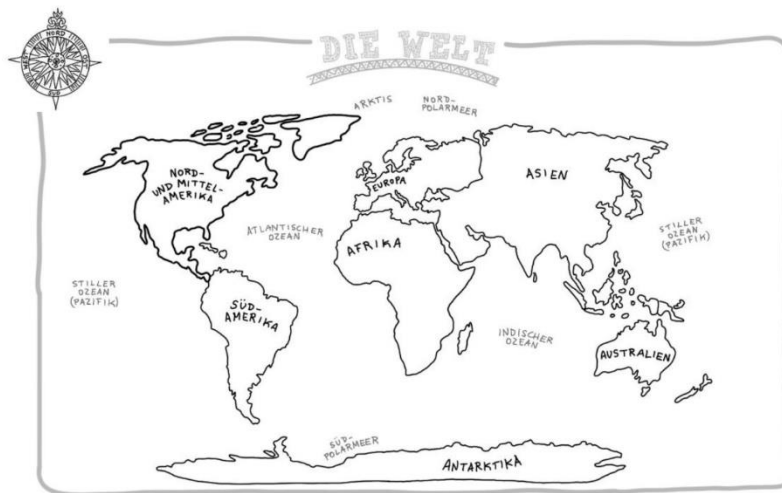 DIE WELT
ARKTIS
NORD-
POLARMEER
NORD-
UND MITTEL-
AMERIKA
EUROPA
ASIEN
ATLANTISCHER
OZEAN
AFRIKA
STILLER
OZEAN
(PAZIFIK)
STILLER
OZEAN
(PAZIFIK)
SÜD-
AMERIKA
INDISCHER
OZEAN
AUSTRALIEN
SÜD-
POLARMEER
ANTARKTIKA